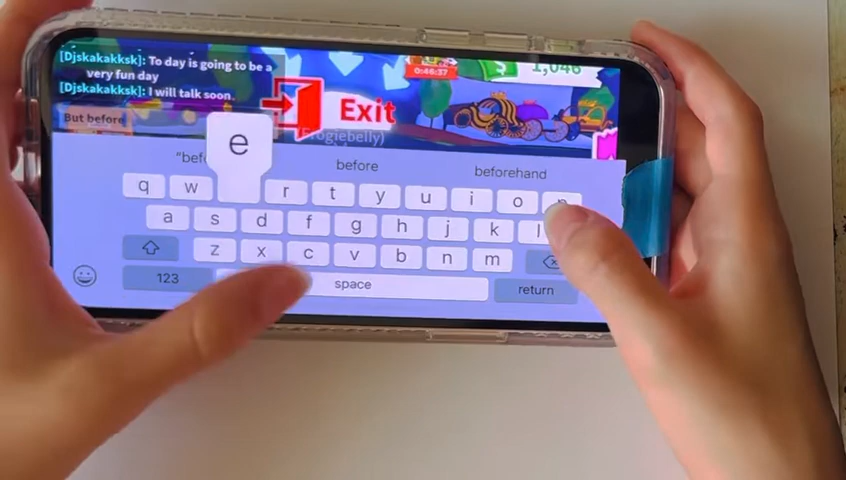 [Djskakakksk]: To day is going to be a
very fun day
[Djskakakksk]: I will talk soon.
0:46:37
1,046
Exit
But before
e
"bef
before
beforehand
q w r t y u i o p
a s d f g h j k l
z x c v b n m
123
space
return